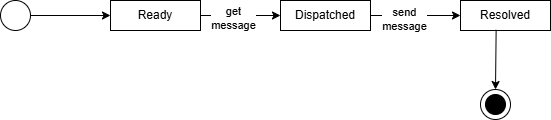 Ready
get
message
Dispatched
send
message
Resolved